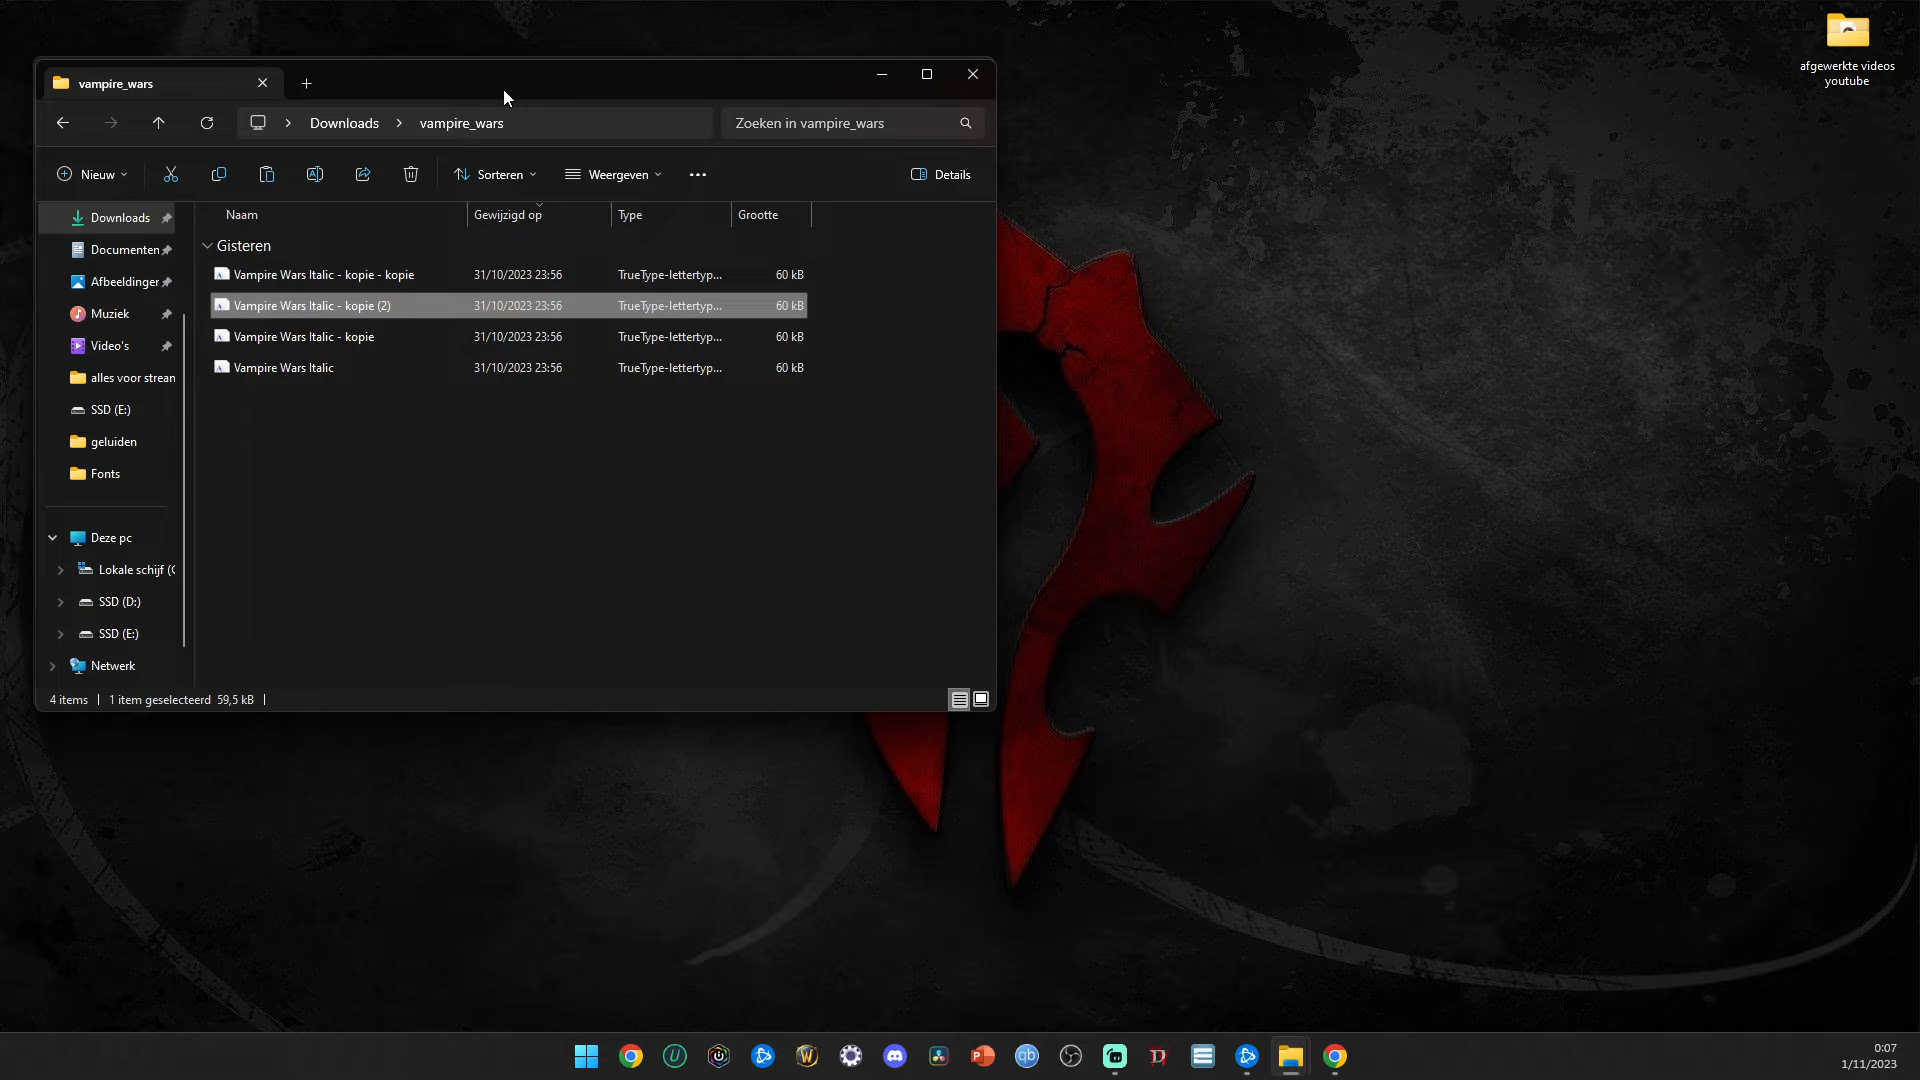 afgewerkte videos
youtube
vampire_wars
Downloads > vampire_wars
Zoeken in vampire_wars
Nieuw
Sorteren
Weergeven
Details
Naam Gewijzigd op Type Grootte
Gisteren
Vampire Wars Italic - kopie - kopie 31/10/2023 23:56 TrueType-lettertyp... 60 kB
Vampire Wars Italic - kopie (2) 31/10/2023 23:56 TrueType-lettertyp... 60 kB
Vampire Wars Italic - kopie 31/10/2023 23:56 TrueType-lettertyp... 60 kB
Vampire Wars Italic 31/10/2023 23:56 TrueType-lettertyp... 60 kB
Downloads
Documenten
Afbeeldingen
Muziek
Video's
alles voor stream
SSD (E:)
geluiden
Fonts
Deze pc
Lokale schijf (C
SSD (D:)
SSD (E:)
Netwerk
4 items | 1 item geselecteerd 59,5 kB |
0:07
1/11/2023